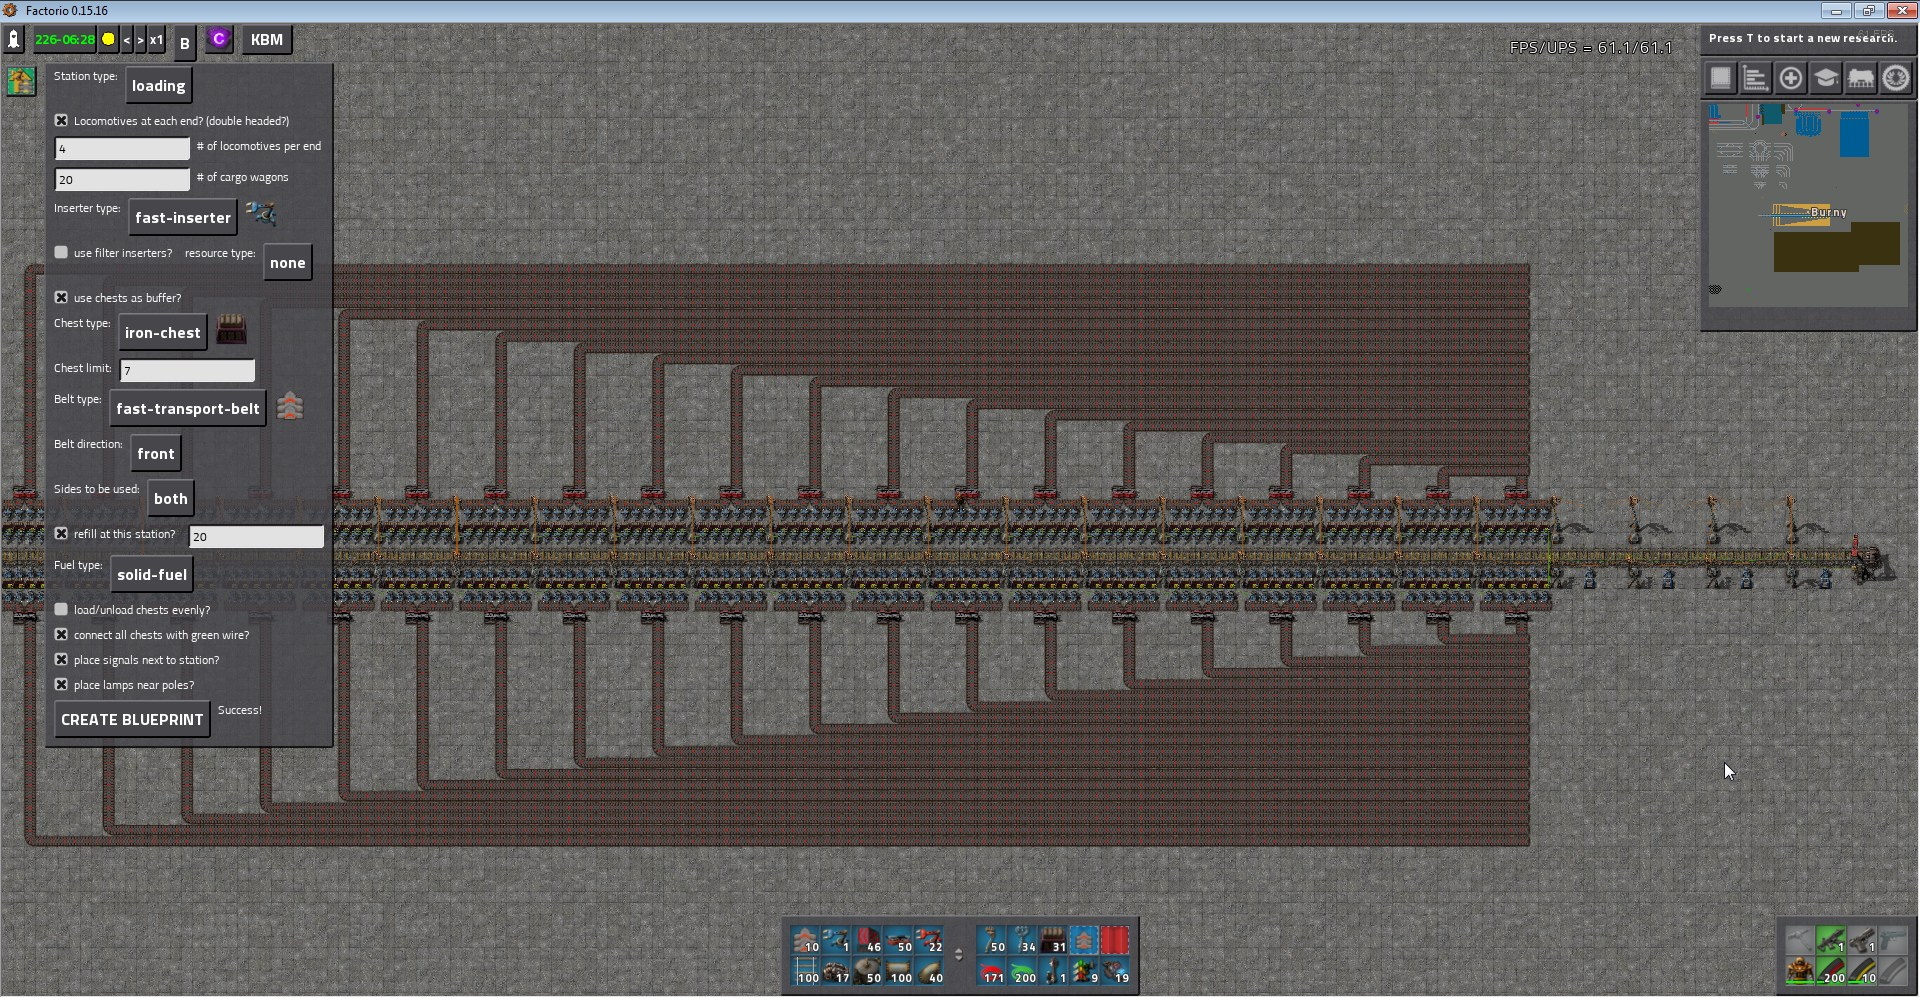 Factorio 0.15.16
226-06:28 < > x1 B C KBM
FPS/UPS = 61.1/61.1
Press T to start a new research.
Station type: loading
Locomotives at each end? (double headed?)
4 # of locomotives per end
20 # of cargo wagons
Inserter type: fast-inserter
use filter inserters? resource type: none
use chests as buffer?
Chest type: iron-chest
Chest limit: 7
Belt type: fast-transport-belt
Belt direction: front
Sides to be used: both
refill at this station? 20
Fuel type: solid-fuel
load/unload chests evenly?
connect all chests with green wire?
place signals next to station?
place lamps near poles?
CREATE BLUEPRINT Success!
Burny
10 1 46 50 22 50 34 31
100 17 50 100 40 171 200 1 9 19
1 1
200 10